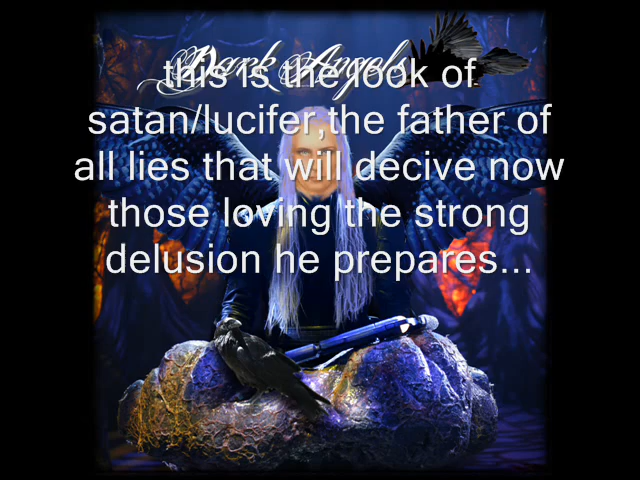 Dark Angels
this is the look of
satan/lucifer,the father of
all lies that will decive now
those loving the strong
delusion he prepares...